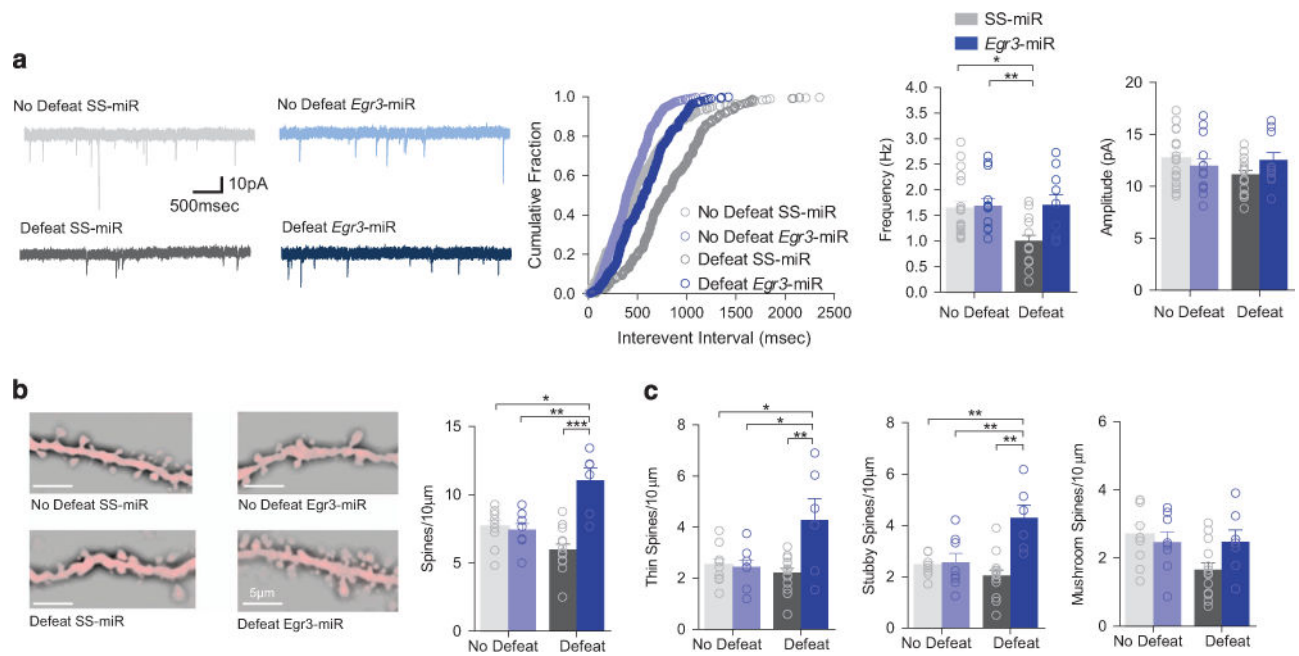 a
No Defeat SS-miR
No Defeat Egr3-miR
10pA
500msec
Defeat SS-miR
Defeat Egr3-miR
Cumulative Fraction
1.0
0.8
0.6
0.4
0.2
0.0
0
500
1000
1500
2000
2500
Interevent Interval (msec)
No Defeat SS-miR
No Defeat Egr3-miR
Defeat SS-miR
Defeat Egr3-miR
SS-miR
Egr3-miR
*
**
Frequency (Hz)
4.0
3.5
3.0
2.5
2.0
1.5
1.0
0.5
0.0
No Defeat Defeat
Amplitude (pA)
20
15
10
5
0
No Defeat Defeat
b
No Defeat SS-miR
No Defeat Egr3-miR
Defeat SS-miR
5µm
Defeat Egr3-miR
Spines/10µm
15
10
5
0
*
**
***
No Defeat Defeat
c
Thin Spines/10 µm
8
6
4
2
0
*
*
**
No Defeat Defeat
Stubby Spines/10µm
8
6
4
2
0
**
**
**
No Defeat Defeat
Mushroom Spines/10 µm
6
4
2
0
No Defeat Defeat